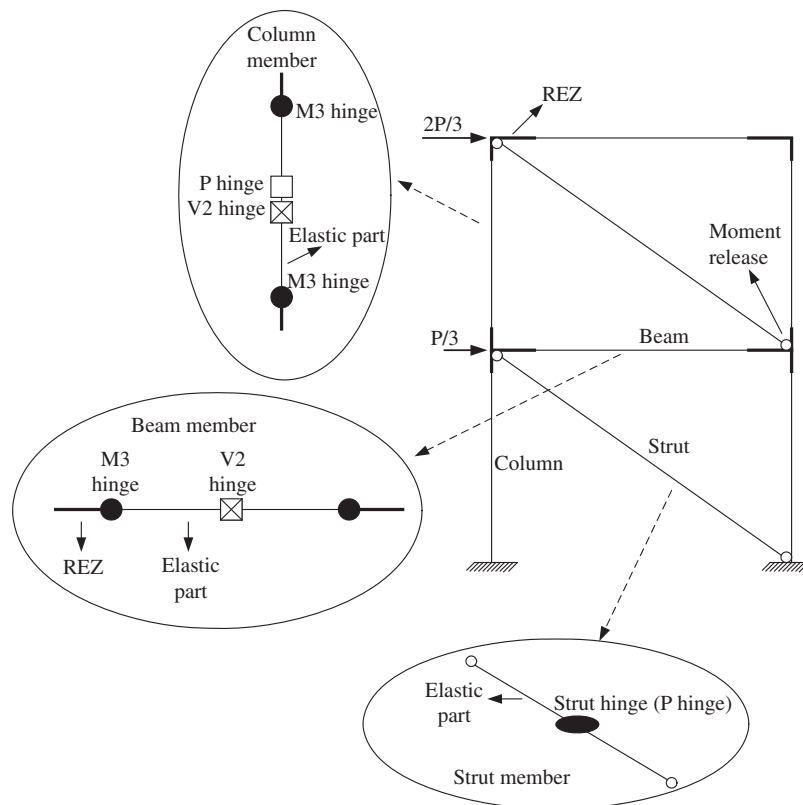 Column
member
M3 hinge
P hinge
V2 hinge
Elastic part
M3 hinge
REZ
2P/3
Moment
release
P/3
Beam
Column
Strut
Beam member
M3
hinge
V2
hinge
REZ
Elastic
part
Elastic
part
Strut hinge (P hinge)
Strut member